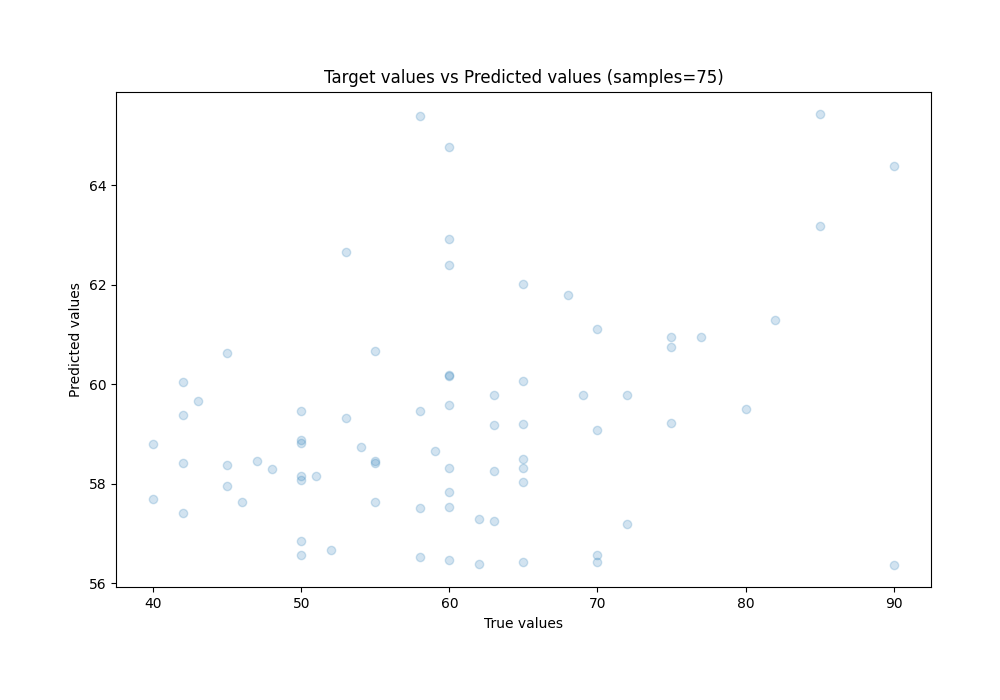 Target values vs Predicted values (samples=75)
64
62
60
58
56
Predicted values
40 50 60 70 80 90
True values